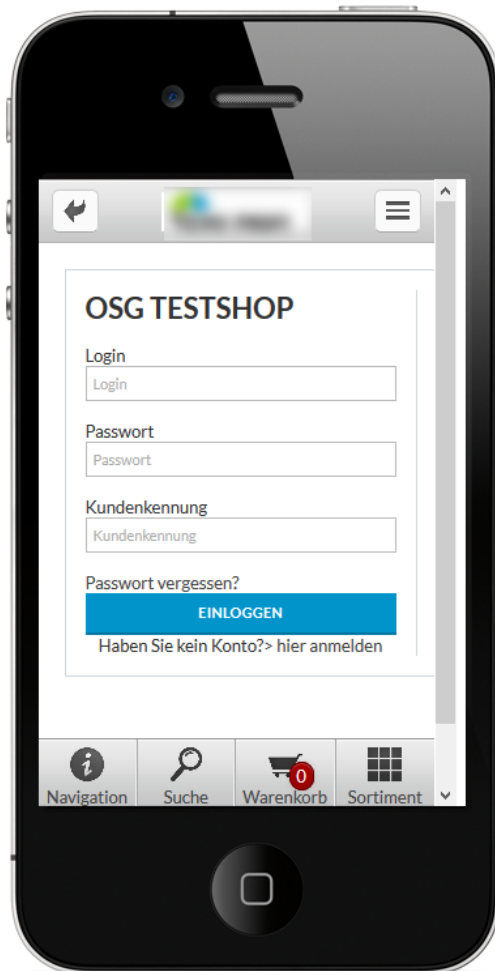 OSG TESTSHOP
Login
Login
Passwort
Passwort
Kundenkennung
Kundenkennung
Passwort vergessen?
EINLOGGEN
Haben Sie kein Konto?> hier anmelden
0
Navigation Suche Warenkorb Sortiment